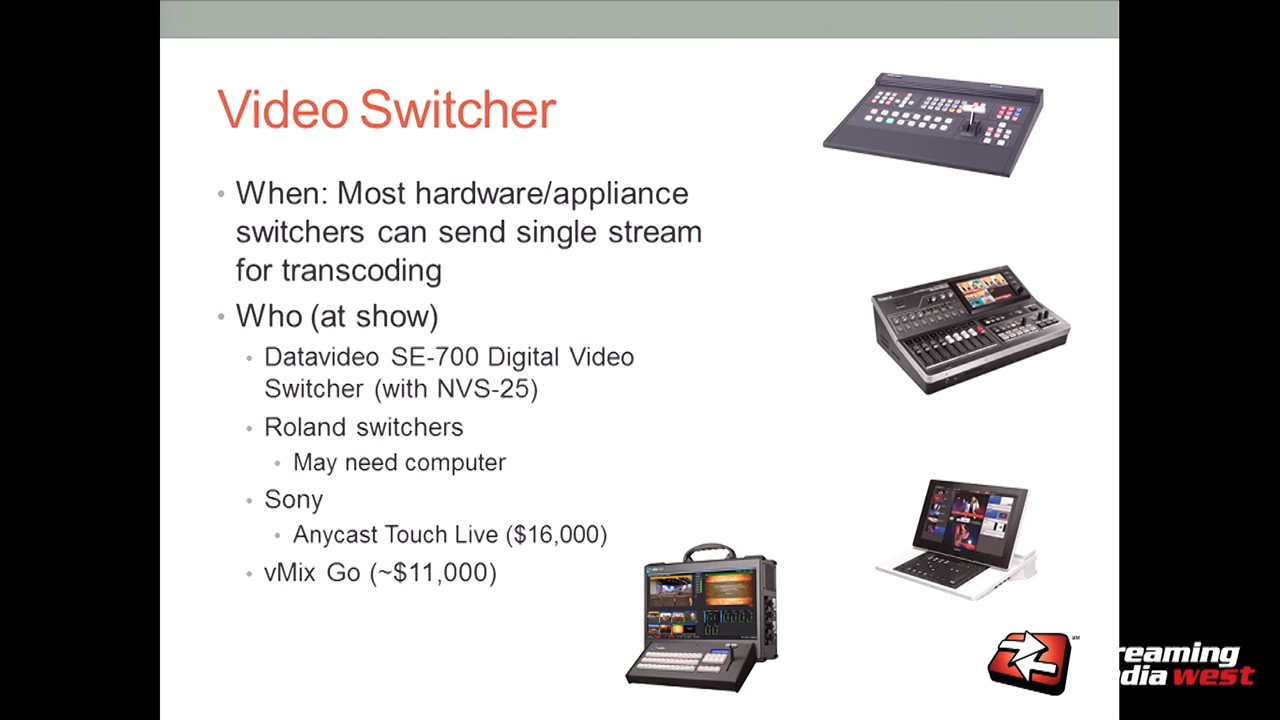 Video Switcher
• When: Most hardware/appliance
switchers can send single stream
for transcoding
• Who (at show)
• Datavideo SE-700 Digital Video
Switcher (with NVS-25)
• Roland switchers
• May need computer
• Sony
• Anycast Touch Live ($16,000)
• vMix Go (~$11,000)
reaming
dia west